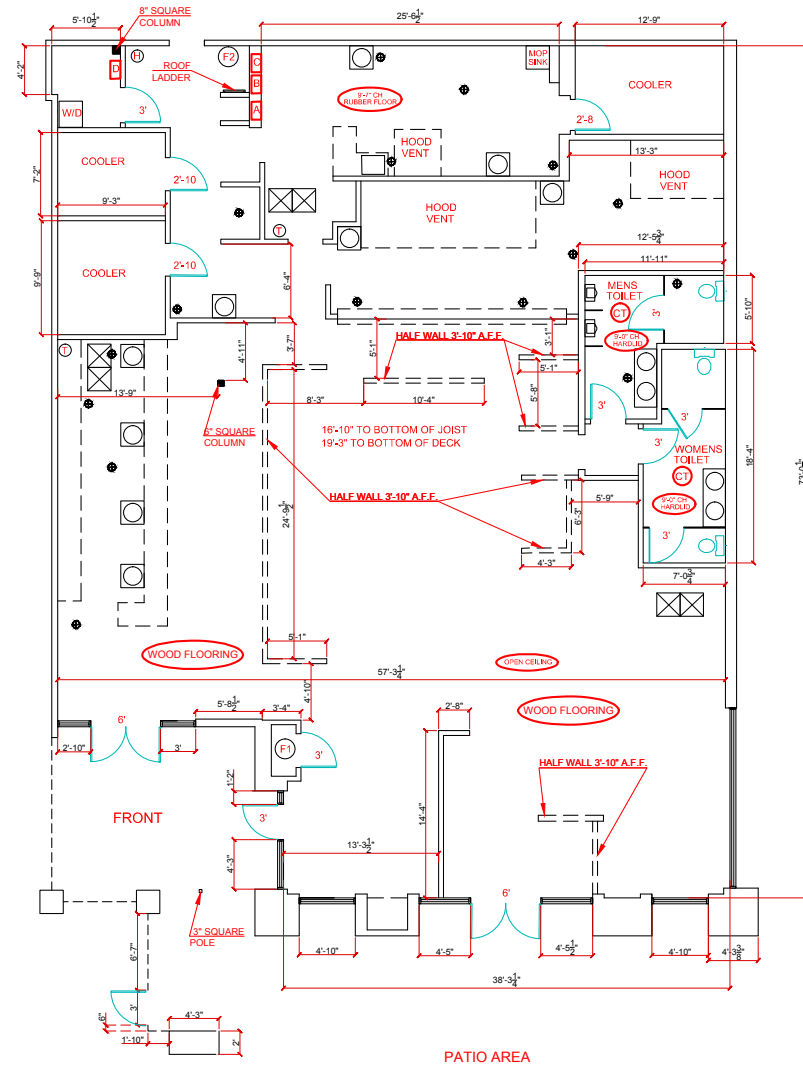 8" SQUARE
COLUMN
5'-10½"
25'-6½"
12'-9"
4'-2"
D
H
F2
C
B
A
ROOF
LADDER
MOP
SINK
9'-7" CH
RUBBER FLOOR
COOLER
W/D
3'
2'-8
COOLER
7'-2"
9'-3"
2'-10
HOOD
VENT
HOOD
VENT
13'-3"
HOOD
VENT
T
12'-5¾"
11'-11"
COOLER
9'-9"
2'-10
6'-4"
MENS
TOILET
CT
9'-0" CH
HARDLID
3'
5'-10"
T
4'-11"
3'-7"
5'-1"
HALF WALL 3'-10" A.F.F.
3'-1"
5'-1"
5'-8"
13'-9"
8'-3"
10'-4"
6" SQUARE
COLUMN
16'-10" TO BOTTOM OF JOIST
19'-3" TO BOTTOM OF DECK
3'
3'
3'
WOMENS
TOILET
CT
9'-0" CH
HARDLID
18'-4"
73'-0½"
24'-9½"
HALF WALL 3'-10" A.F.F.
6'-3"
5'-9"
4'-3"
3'
7'-0¾"
5'-1"
WOOD FLOORING
OPEN CEILING
57'-3¼"
4'-10"
WOOD FLOORING
5'-8½"
3'-4"
2'-8"
6'
2'-10"
3'
F1
3'
HALF WALL 3'-10" A.F.F.
1'-2"
14'-4"
FRONT
3'
13'-3½"
4'-3"
6'
3" SQUARE
POLE
4'-10"
4'-5"
4'-5½"
4'-10"
4'-3⅜"
6'-7"
38'-3¼"
3'
6"
4'-3"
1'-10"
2'
PATIO AREA